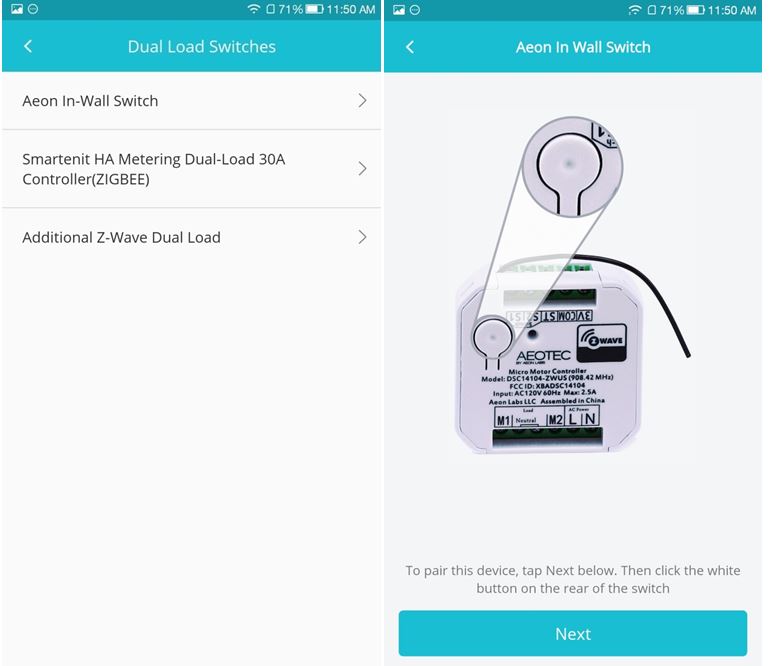 71% 11:50 AM
Dual Load Switches
Aeon In-Wall Switch
Smartenit HA Metering Dual-Load 30A
Controller(ZIGBEE)
Additional Z-Wave Dual Load
71% 11:50 AM
Aeon In Wall Switch
3V COM ST S2 S1
Z WAVE
AEOTEC
BY AEON LABS
Micro Motor Controller
Model: DSC14104-ZWUS (908.42 MHz)
FCC ID: XBADSC14104
Input: AC120V 60Hz Max: 2.5A
Aeon Labs LLC Assembled in China
Load AC Power
M1 Neutral M2 L N
To pair this device, tap Next below. Then click the white
button on the rear of the switch
Next